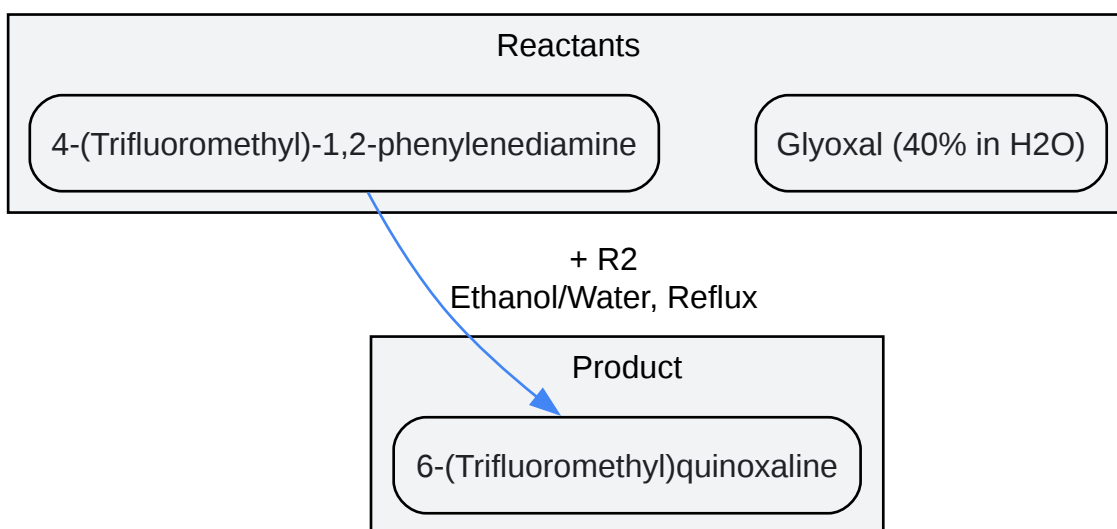 Reactants
4-(Trifluoromethyl)-1,2-phenylenediamine
Glyoxal (40% in H2O)
+ R2
Ethanol/Water, Reflux
Product
6-(Trifluoromethyl)quinoxaline